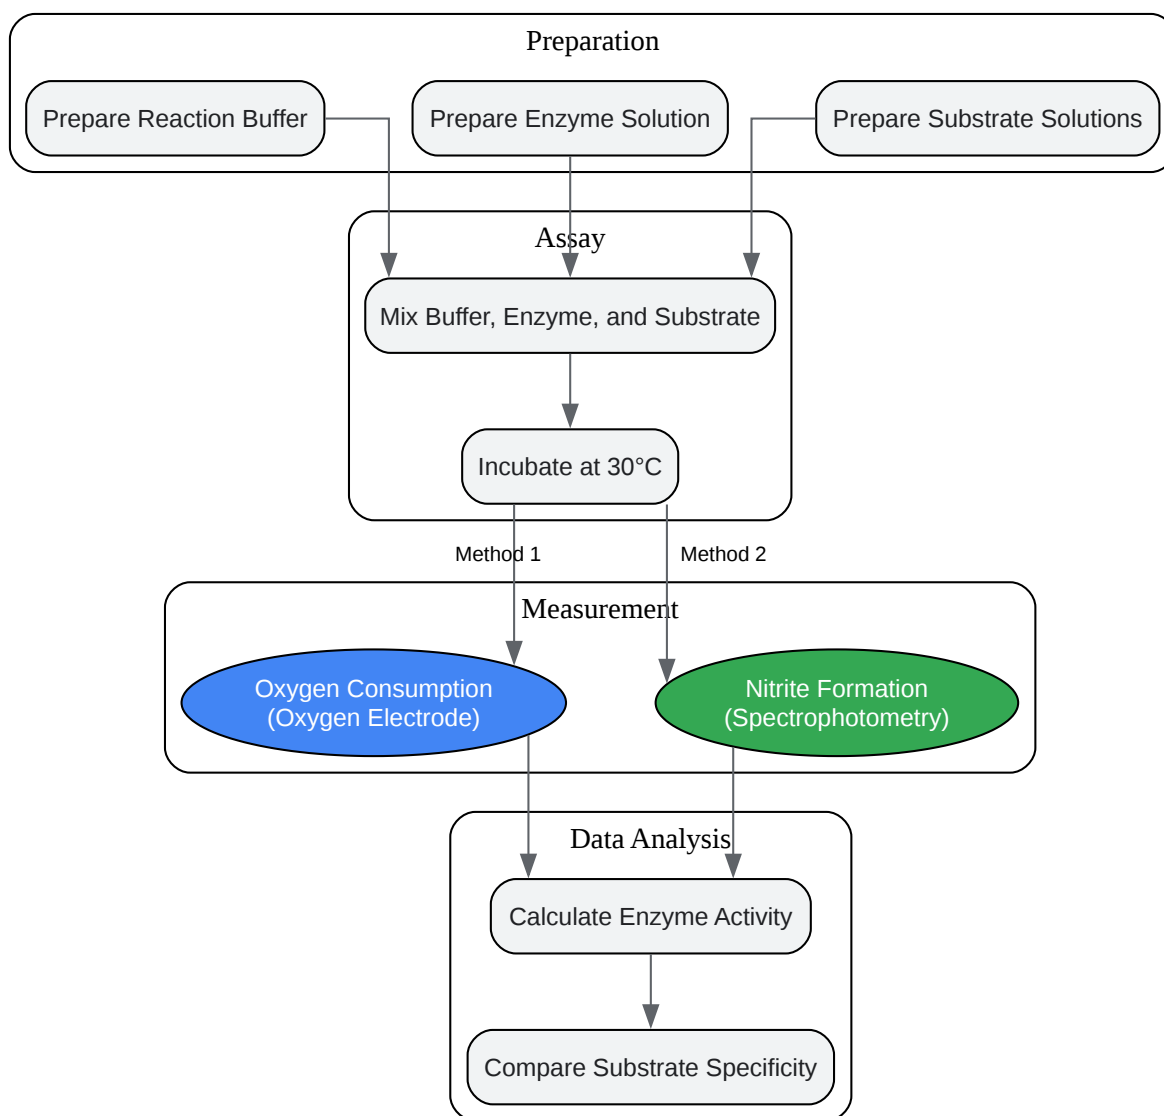 Preparation
Prepare Reaction Buffer
Prepare Enzyme Solution
Prepare Substrate Solutions
Assay
Mix Buffer, Enzyme, and Substrate
Incubate at 30°C
Method 1
Method 2
Measurement
Oxygen Consumption
(Oxygen Electrode)
Nitrite Formation
(Spectrophotometry)
Data Analysis
Calculate Enzyme Activity
Compare Substrate Specificity